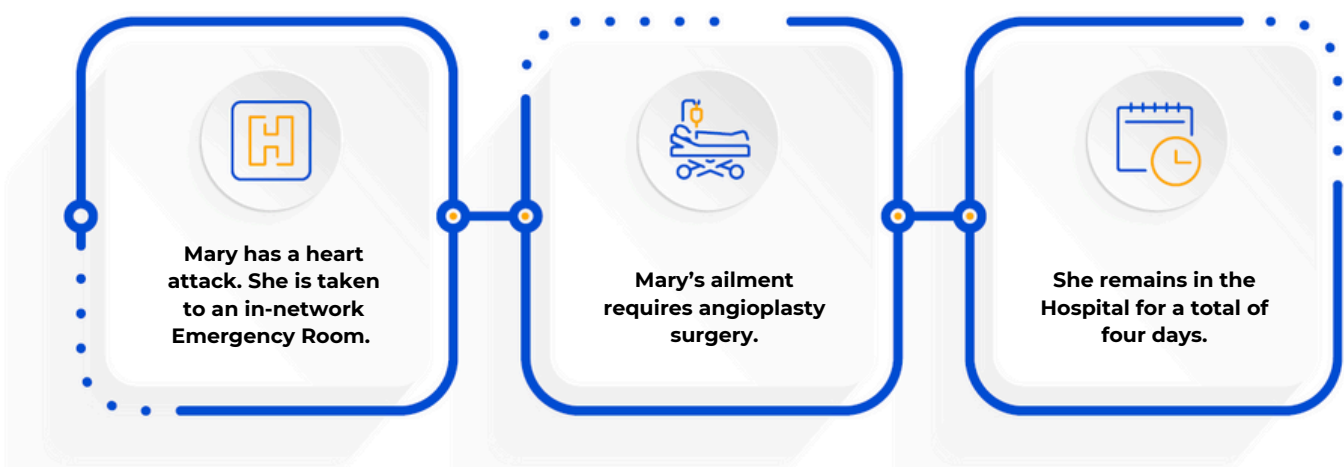 Mary has a heart
attack. She is taken
to an in-network
Emergency Room.
Mary’s ailment
requires angioplasty
surgery.
She remains in the
Hospital for a total of
four days.